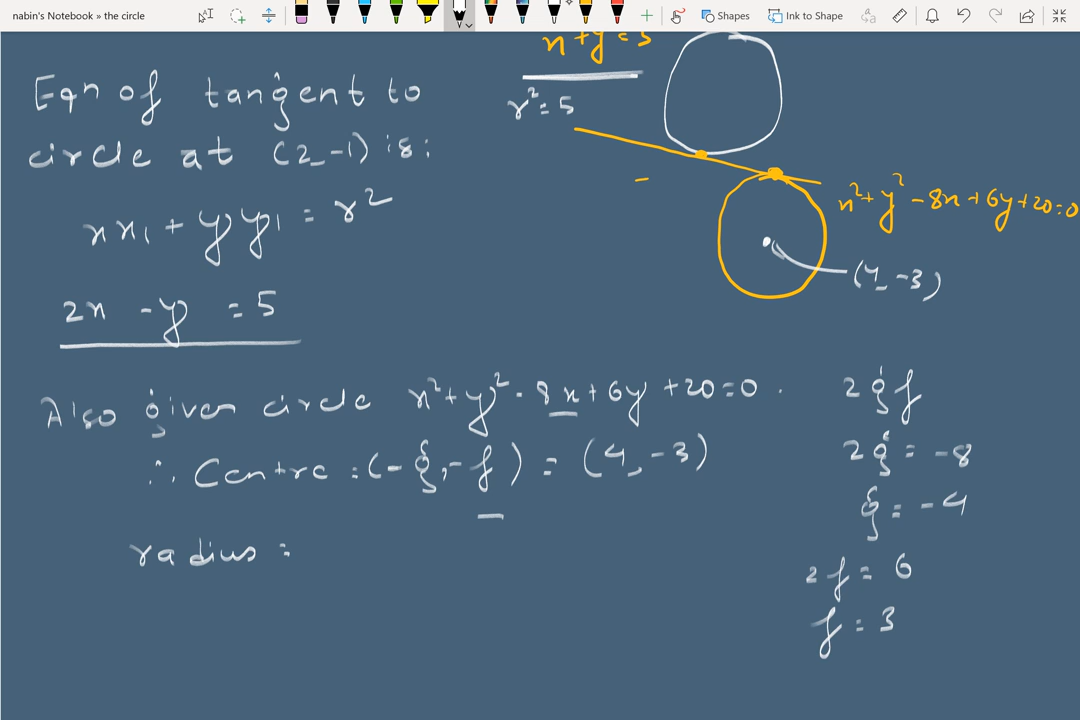 nabin's Notebook » the circle
Shapes
Ink to Shape
x + y = 5
r² = 5
Eqn of tangent to
circle at (2, -1) is:
xx₁ + yy₁ = r²
2x - y = 5
x² + y² - 8x + 6y + 20 = 0
(4, -3)
Also given circle x² + y² - 8x + 6y + 20 = 0.
∴ Centre = (-g, -f) = (4, -3)
radius =
2gf
2g = -8
g = -4
2f = 6
f = 3